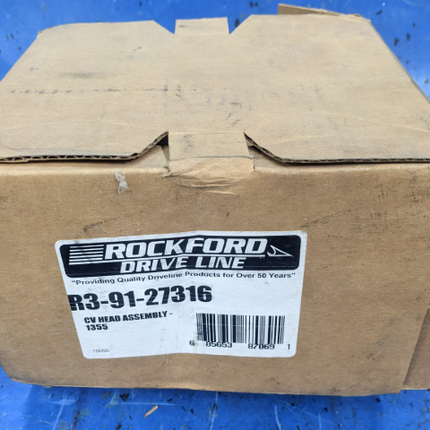 ROCKFORD
DRIVE LINE
"Providing Quality Driveline Products for Over 50 Years"
R3-91-27316
CV HEAD ASSEMBLY -
1355
85653 87069 1